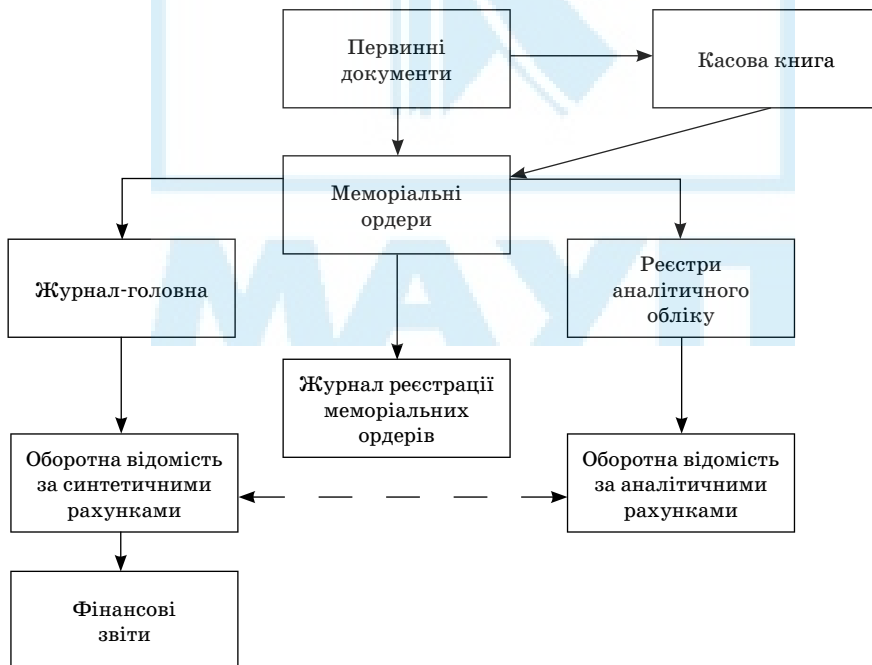 Первинні
документи
Касова книга
Меморіальні
ордери
Журнал-головна
Реєстри
аналітичного
обліку
Журнал реєстрації
меморіальних
ордерів
Оборотна відомість
за синтетичними
рахунками
Оборотна відомість
за аналітичними
рахунками
Фінансові
звіти
МАУП